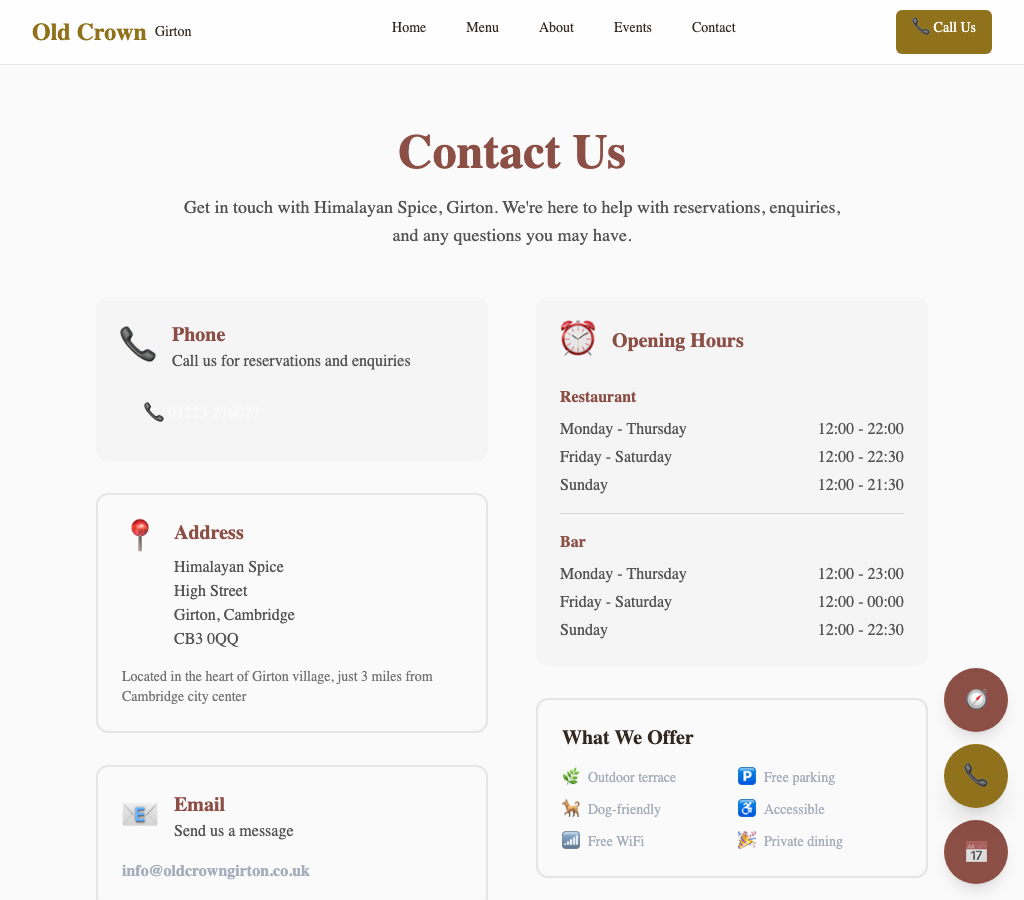 Old Crown Girton
Home Menu About Events Contact
📞 Call Us
Contact Us
Get in touch with Himalayan Spice, Girton. We're here to help with reservations, enquiries,
and any questions you may have.
Phone
Call us for reservations and enquiries
01223 276027
Address
Himalayan Spice
High Street
Girton, Cambridge
CB3 0QQ
Located in the heart of Girton village, just 3 miles from
Cambridge city center
Email
Send us a message
info@oldcrowngirton.co.uk
Opening Hours
Restaurant
Monday - Thursday 12:00 - 22:00
Friday - Saturday 12:00 - 22:30
Sunday 12:00 - 21:30
Bar
Monday - Thursday 12:00 - 23:00
Friday - Saturday 12:00 - 00:00
Sunday 12:00 - 22:30
What We Offer
Outdoor terrace
Free parking
Dog-friendly
Accessible
Free WiFi
Private dining
17